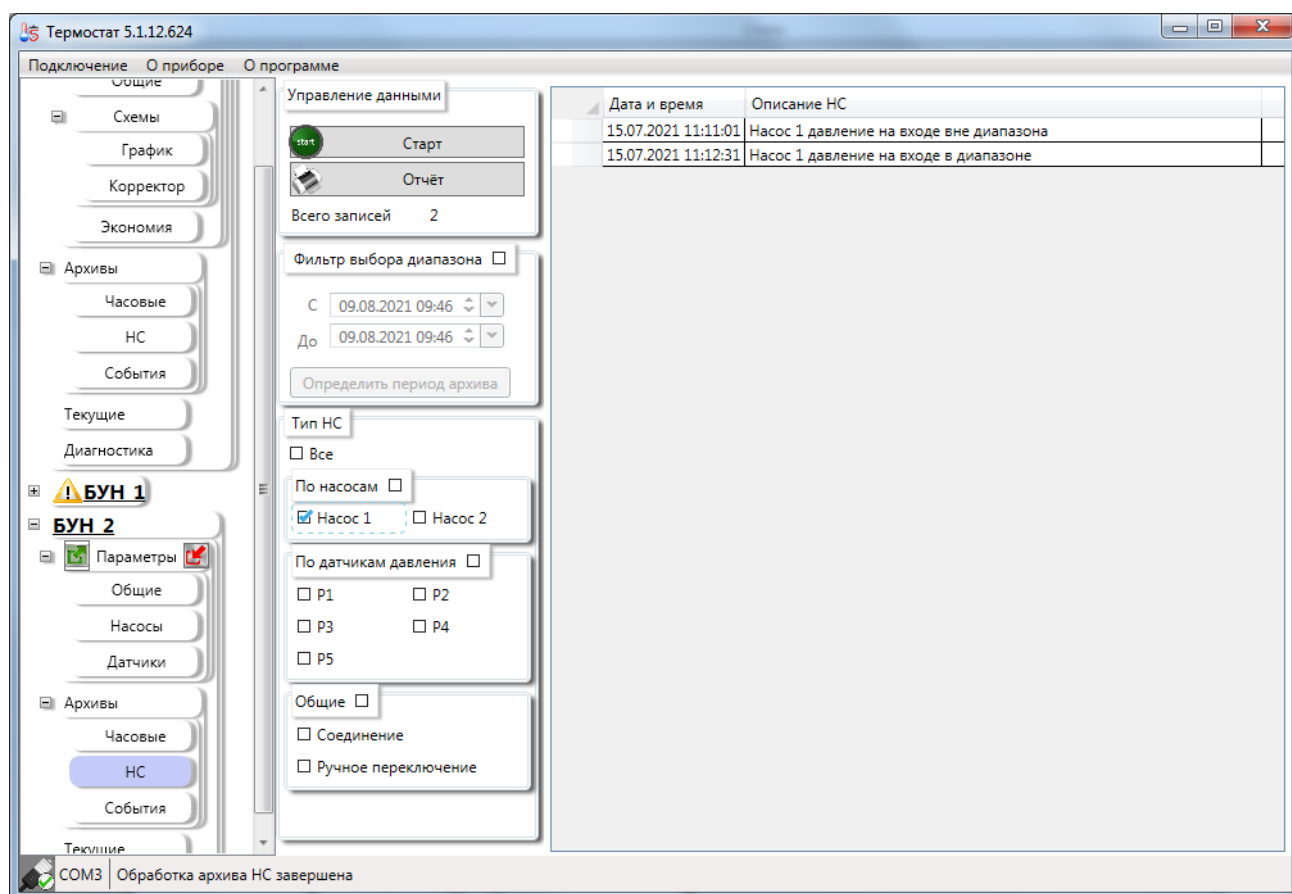 Термостат 5.1.12.624
Подключение О приборе О программе
Общие
Схемы
График
Корректор
Экономия
Архивы
Часовые
НС
События
Текущие
Диагностика
БУН 1
БУН 2
Параметры
Общие
Насосы
Датчики
Архивы
Часовые
НС
События
Текущие
Управление данными
start Старт
Отчёт
Всего записей 2
Фильтр выбора диапазона
С 09.08.2021 09:46
До 09.08.2021 09:46
Определить период архива
Тип НС
Все
По насосам
Насос 1 Насос 2
По датчикам давления
P1 P2
P3 P4
P5
Общие
Соединение
Ручное переключение
Дата и время Описание НС
15.07.2021 11:11:01 Насос 1 давление на входе вне диапазона
15.07.2021 11:12:31 Насос 1 давление на входе в диапазоне
COM3 Обработка архива НС завершена